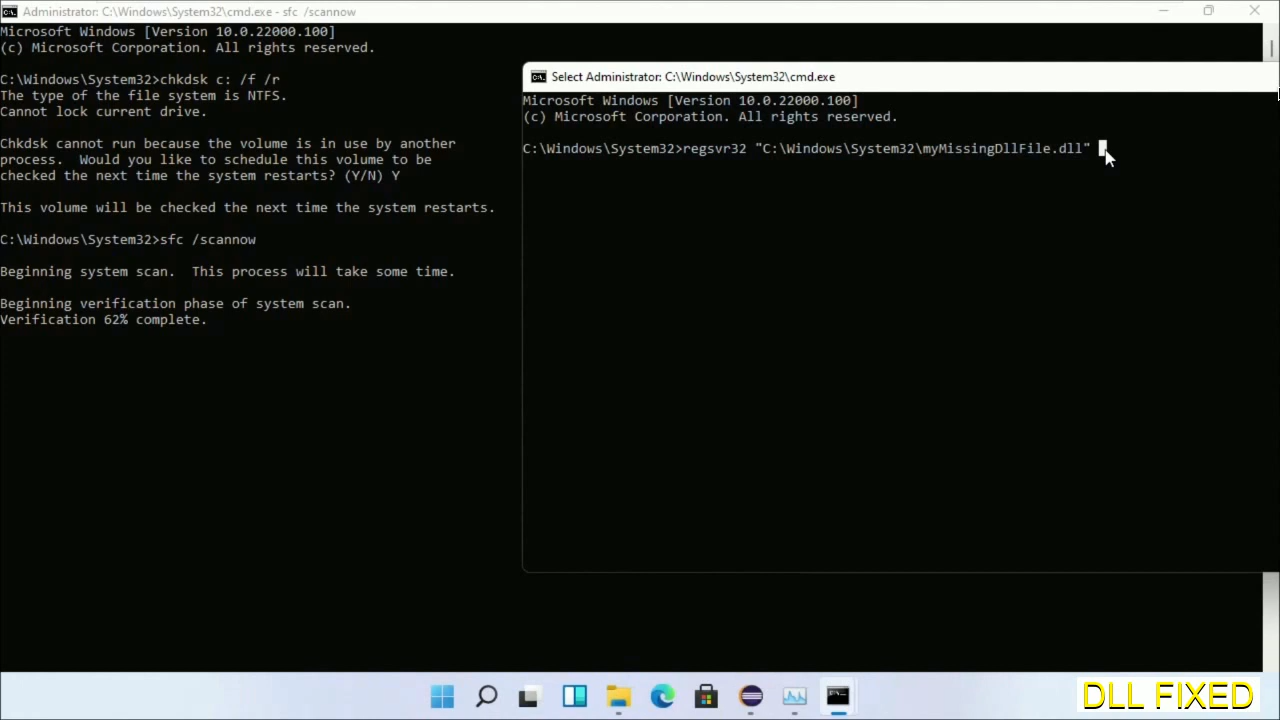 Administrator: C:\Windows\System32\cmd.exe - sfc /scannow
Microsoft Windows [Version 10.0.22000.100]
(c) Microsoft Corporation. All rights reserved.
C:\Windows\System32>chkdsk c: /f /r
The type of the file system is NTFS.
Cannot lock current drive.
Chkdsk cannot run because the volume is in use by another
process.  Would you like to schedule this volume to be
checked the next time the system restarts? (Y/N) Y
This volume will be checked the next time the system restarts.
C:\Windows\System32>sfc /scannow
Beginning system scan.  This process will take some time.
Beginning verification phase of system scan.
Verification 62% complete.
Select Administrator: C:\Windows\System32\cmd.exe
Microsoft Windows [Version 10.0.22000.100]
(c) Microsoft Corporation. All rights reserved.
C:\Windows\System32>regsvr32 "C:\Windows\System32\myMissingDllFile.dll"
DLL FIXED